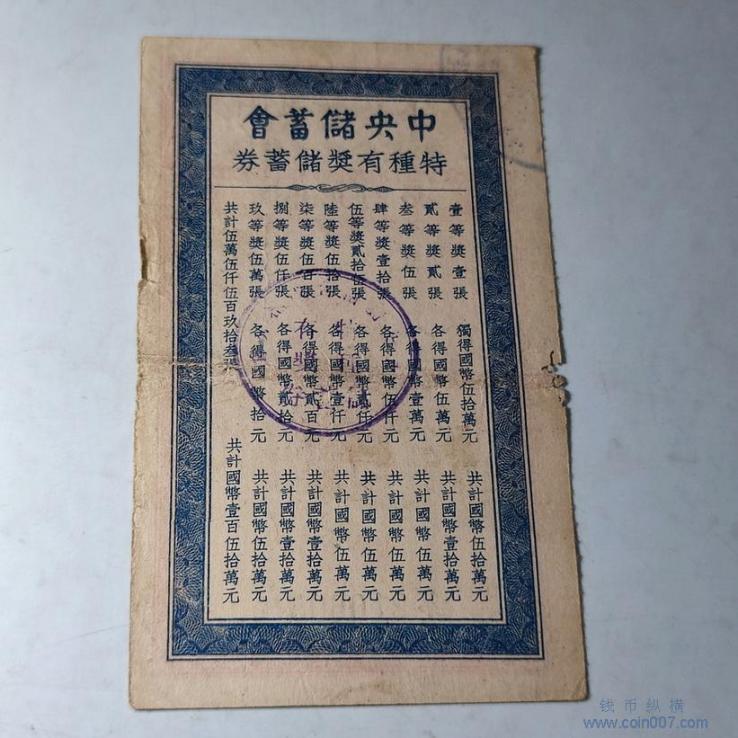 中央儲蓄會
特種有獎儲蓄券
壹等獎壹張 獨得國幣伍拾萬元 共計國幣伍拾萬元
貳等獎貳張 各得國幣伍萬元 共計國幣壹拾萬元
叁等獎伍張 各得國幣壹萬元 共計國幣伍萬元
肆等獎壹拾張 各得國幣伍仟元 共計國幣伍萬元
伍等獎貳拾伍張 各得國幣貳仟元 共計國幣伍萬元
陸等獎伍拾張 各得國幣壹仟元 共計國幣伍萬元
柒等獎伍百張 各得國幣貳百元 共計國幣壹拾萬元
捌等獎伍仟張 各得國幣貳拾元 共計國幣壹拾萬元
玖等獎伍萬張 各得國幣拾元 共計國幣伍拾萬元
共計伍萬伍仟伍百玖拾叁張 共計國幣壹百伍拾萬元
钱币纵横
www.coin007.com